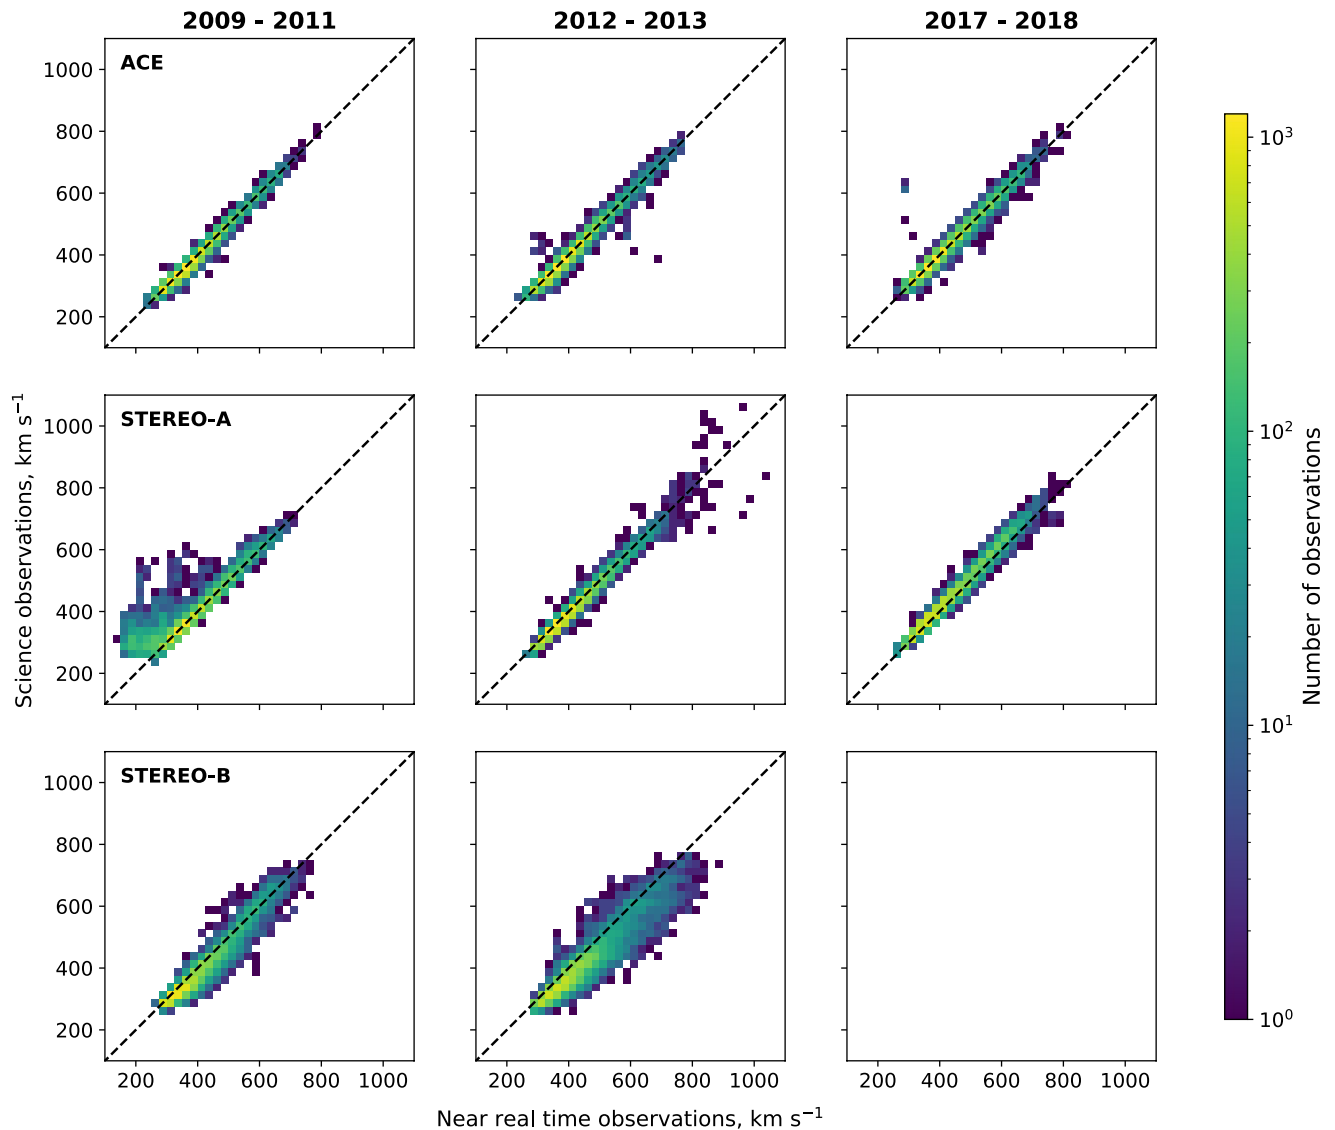 2009 - 2011
2012 - 2013
2017 - 2018
ACE
1000
800
600
400
200
STEREO-A
1000
800
600
400
200
STEREO-B
1000
800
600
400
200
200 400 600 800 1000
200 400 600 800 1000
200 400 600 800 1000
Science observations, km s⁻¹
Near real time observations, km s⁻¹
10³
10²
10¹
10⁰
Number of observations